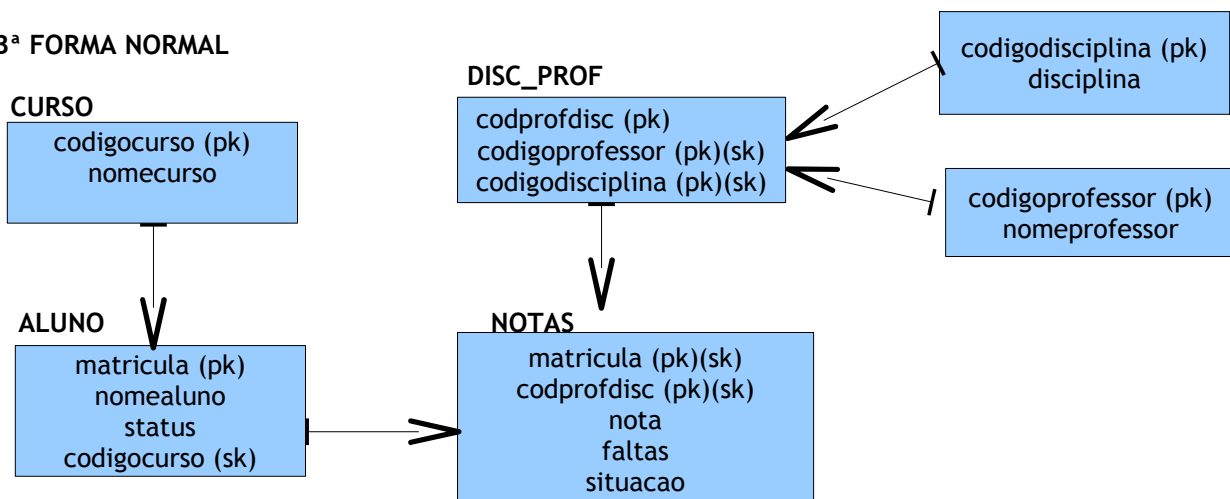 3ª FORMA NORMAL
CURSO
codigocurso (pk)
nomecurso
DISC_PROF
codprofdisc (pk)
codigoprofessor (pk)(sk)
codigodisciplina (pk)(sk)
codigodisciplina (pk)
disciplina
codigoprofessor (pk)
nomeprofessor
ALUNO
matricula (pk)
nomealuno
status
codigocurso (sk)
NOTAS
matricula (pk)(sk)
codprofdisc (pk)(sk)
nota
faltas
situacao